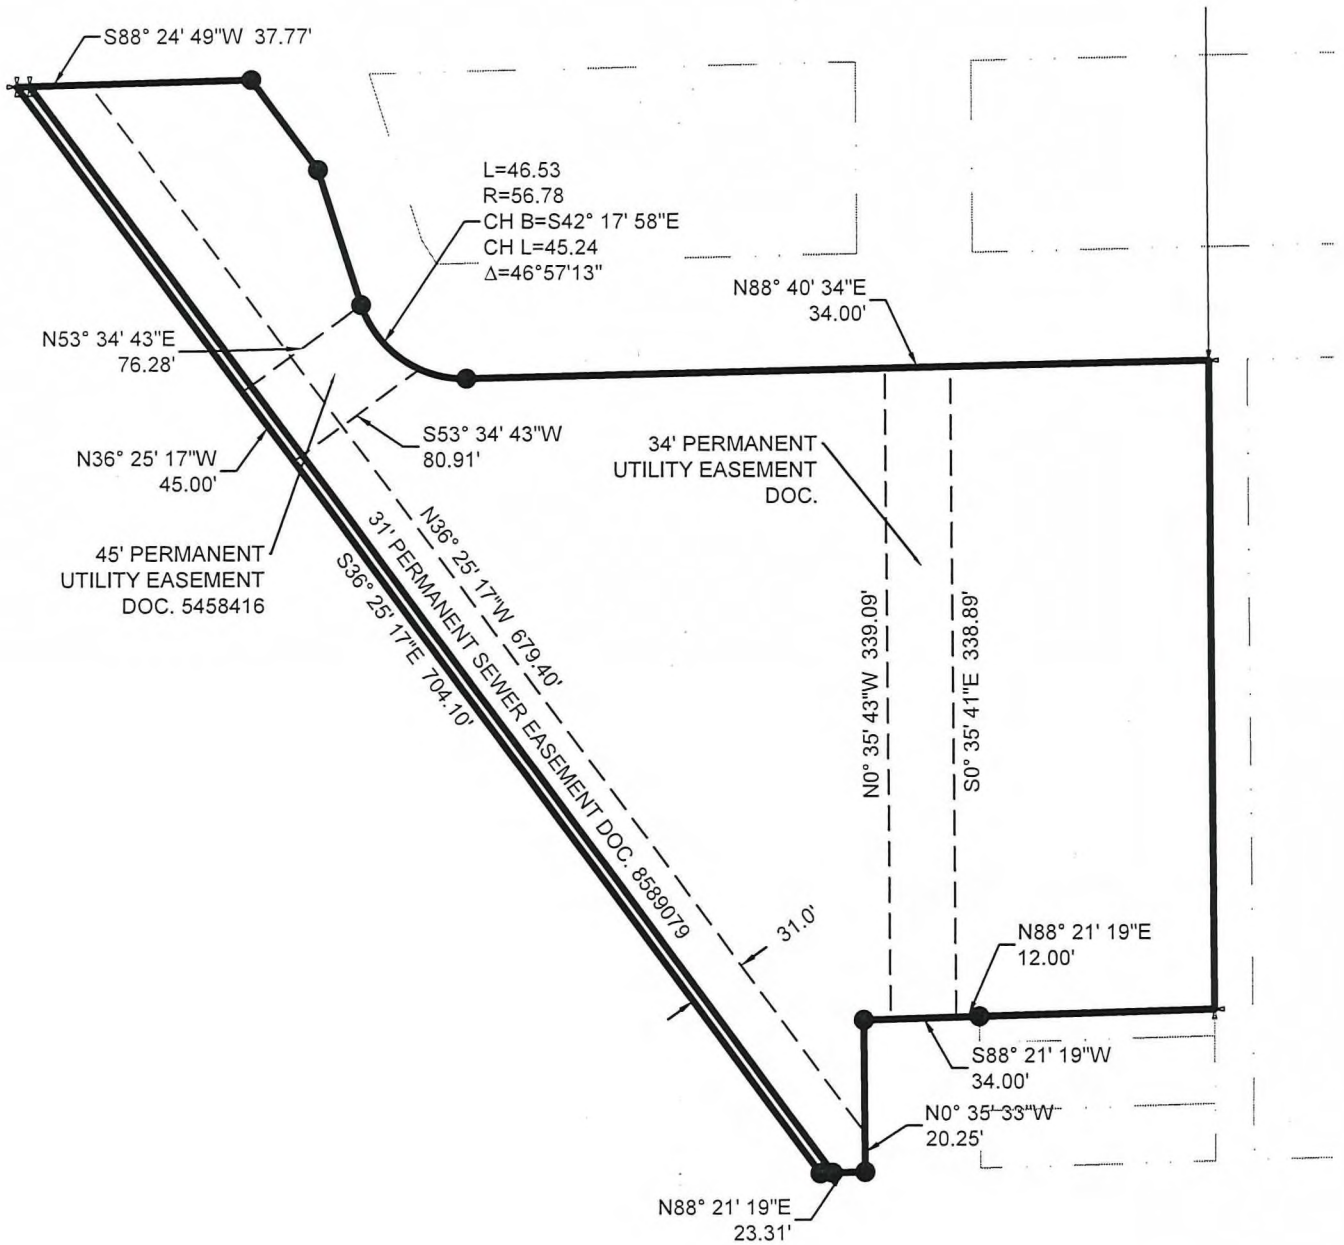 S88° 24' 49"W 37.77'
L=46.53
R=56.78
CH B=S42° 17' 58"E
CH L=45.24
Δ=46°57'13"
N88° 40' 34"E
34.00'
N53° 34' 43"E
76.28'
S53° 34' 43"W
80.91'
N36° 25' 17"W
45.00'
34' PERMANENT
UTILITY EASEMENT
DOC.
45' PERMANENT
UTILITY EASEMENT
DOC. 5458416
N36° 25' 17"W 679.40'
31' PERMANENT SEWER EASEMENT DOC. 8589079
S36° 25' 17"E 704.10'
N0° 35' 43"W 339.09'
S0° 35' 41"E 338.89'
31.0'
N88° 21' 19"E
12.00'
S88° 21' 19"W
34.00'
N0° 35' 33"W
20.25'
N88° 21' 19"E
23.31'